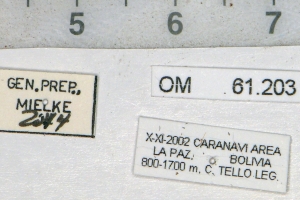 5 6 7
GEN. PREP.
MIELKE
OM 61.203
X-XI-2002 CARANAVI AREA
LA PAZ, BOLIVIA
800-1700 m, C. TELLO LEG.